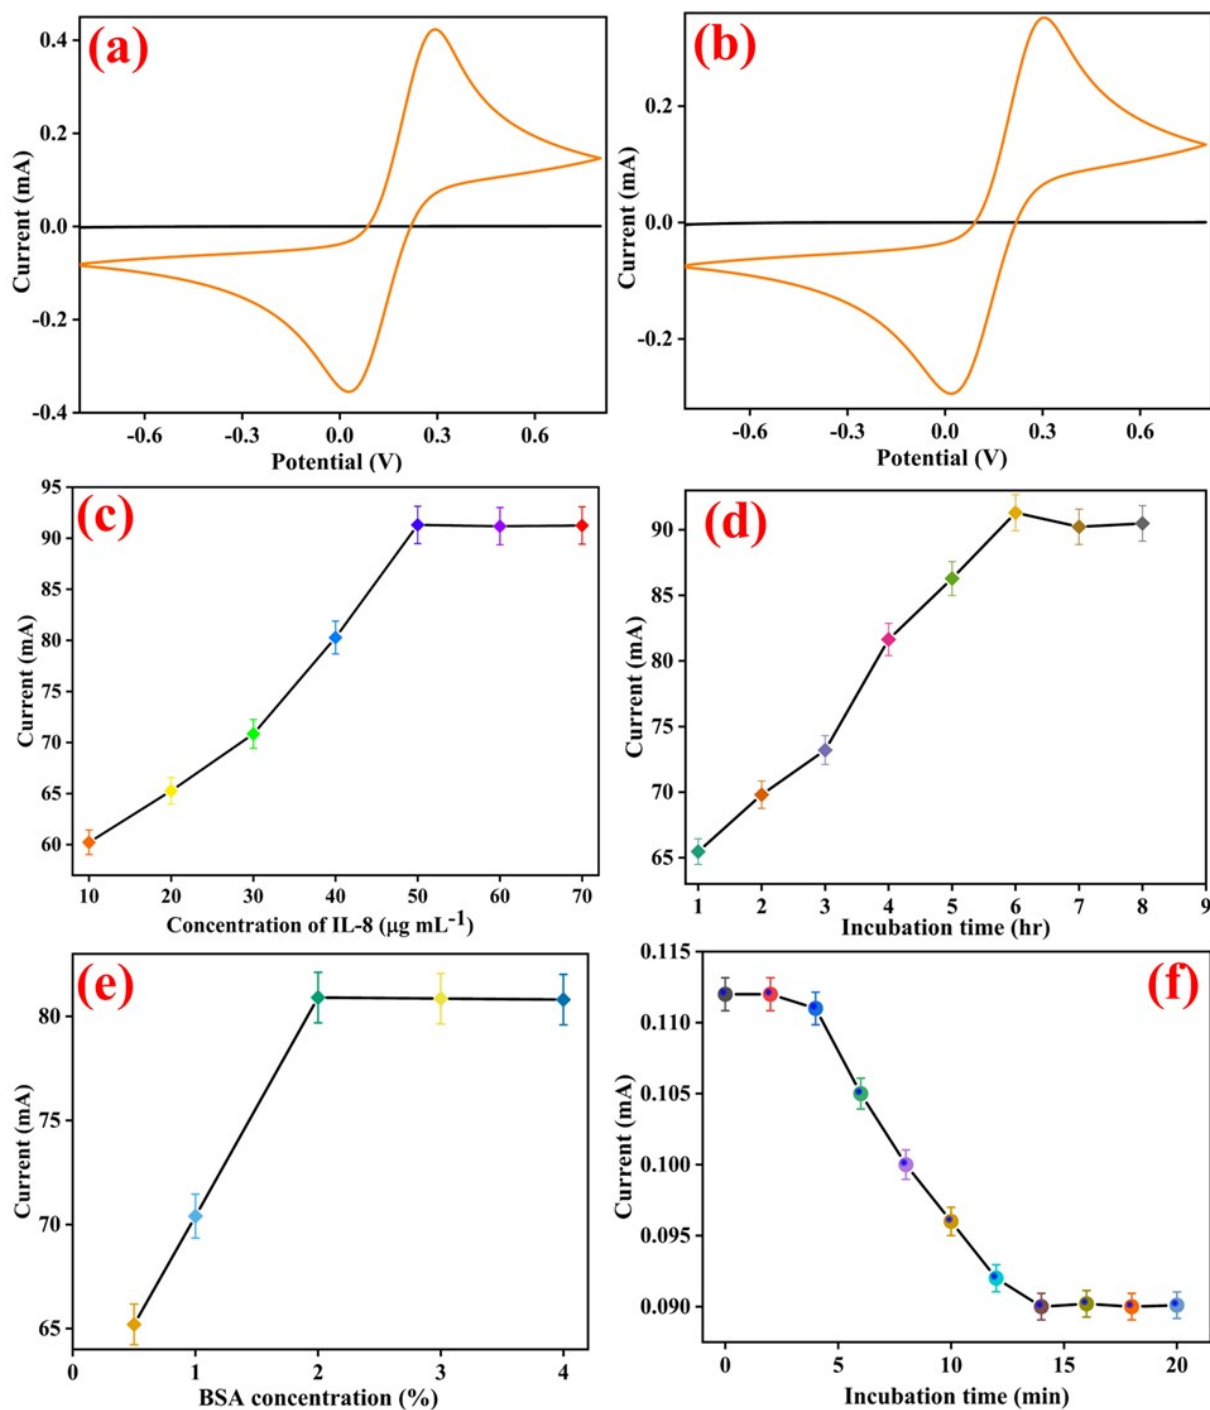 (a)
0.4
0.2
0.0
-0.2
-0.4
Current (mA)
-0.6 -0.3 0.0 0.3 0.6
Potential (V)
(b)
0.2
0.0
-0.2
Current (mA)
-0.6 -0.3 0.0 0.3 0.6
Potential (V)
(c)
95
90
85
80
75
70
65
60
Current (mA)
10 20 30 40 50 60 70
Concentration of IL-8 (μg mL⁻¹)
(d)
90
85
80
75
70
65
Current (mA)
1 2 3 4 5 6 7 8 9
Incubation time (hr)
(e)
80
75
70
65
Current (mA)
0 1 2 3 4
BSA concentration (%)
(f)
0.115
0.110
0.105
0.100
0.095
0.090
Current (mA)
0 5 10 15 20
Incubation time (min)